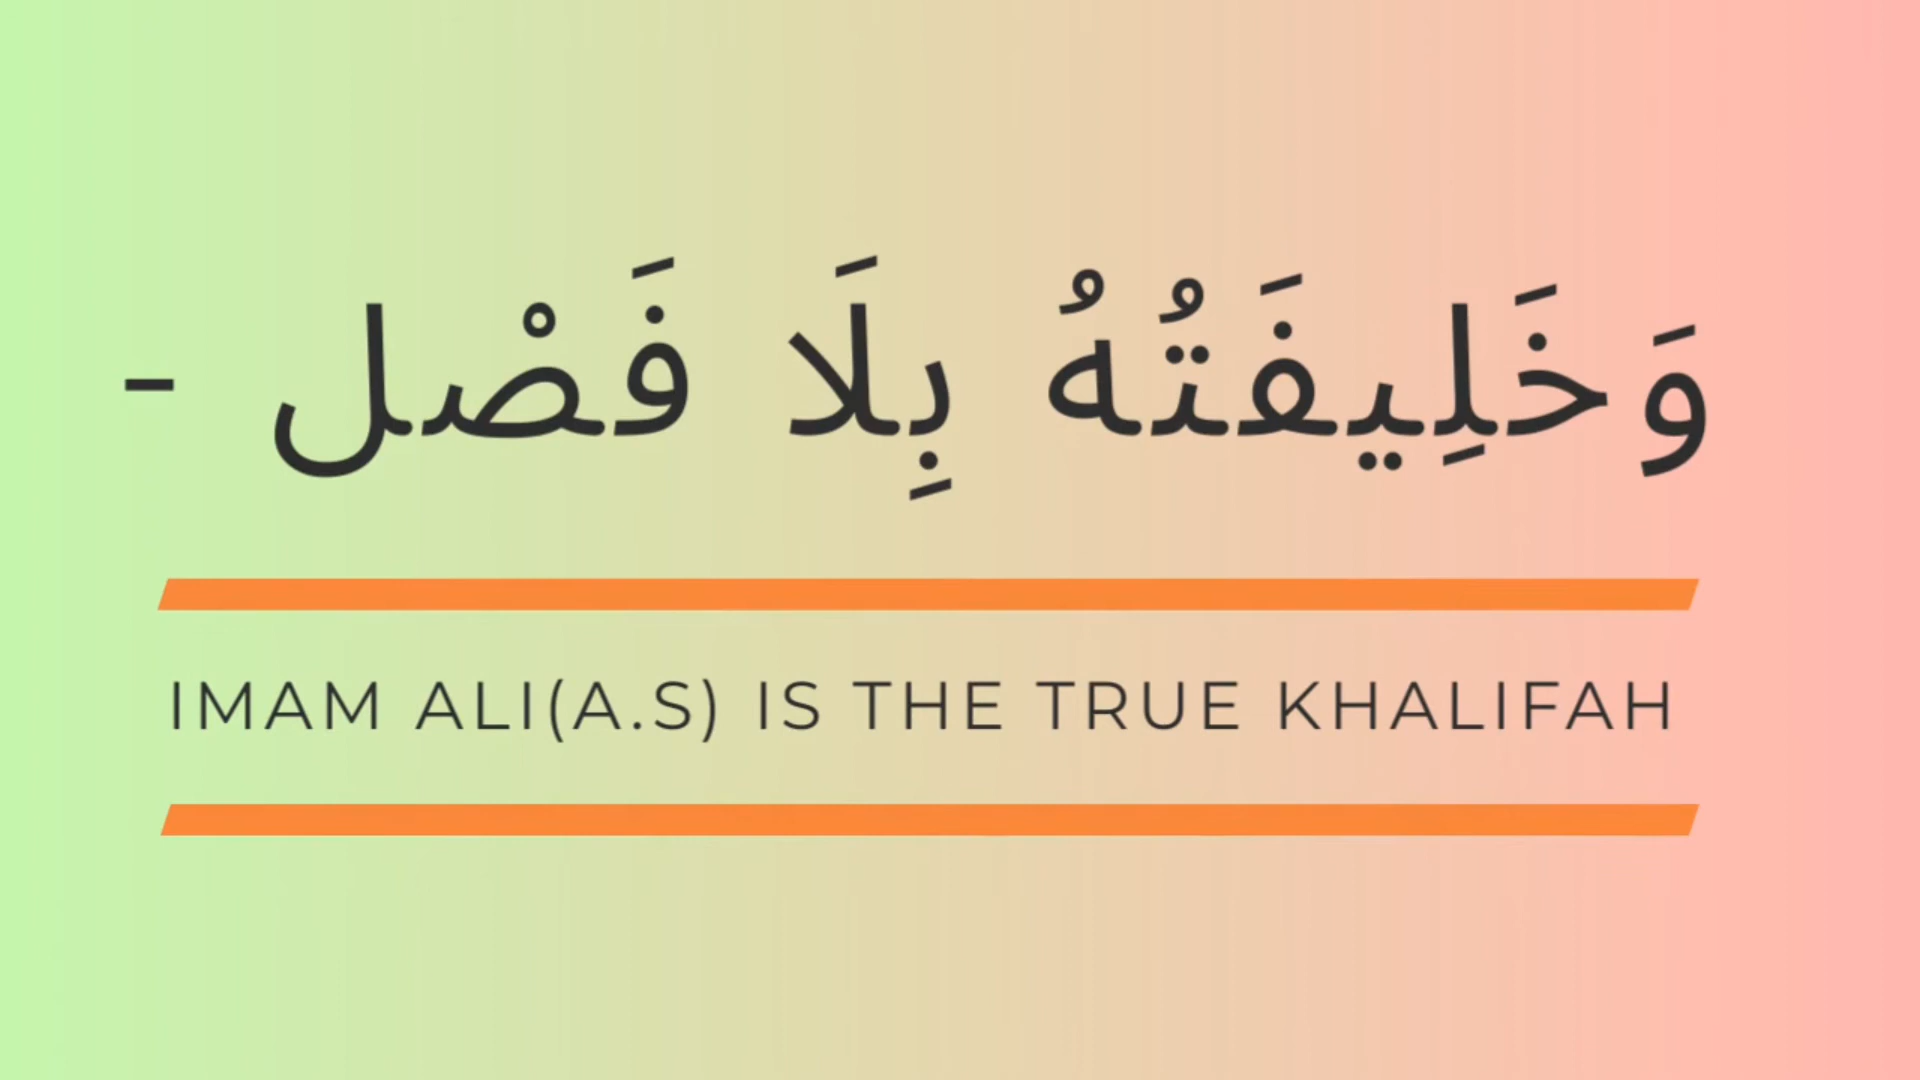 وَخَلِيفَتُهُ بِلَا فَصْل -
IMAM ALI(A.S) IS THE TRUE KHALIFAH